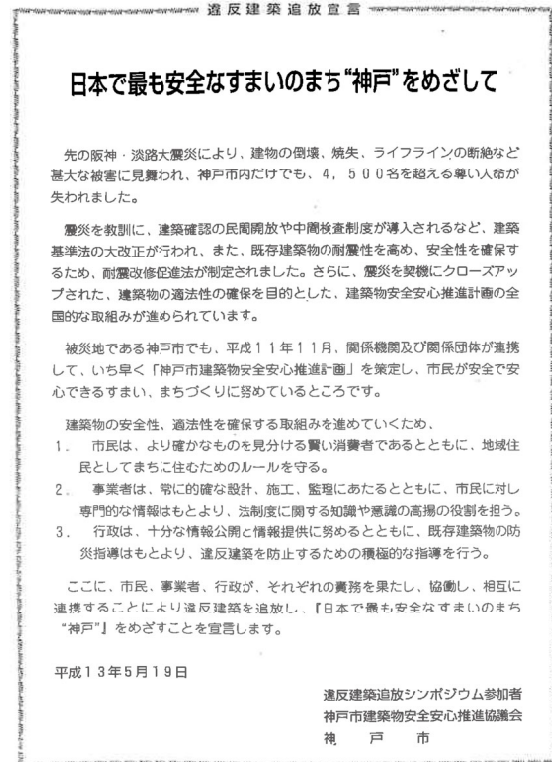 違反建築追放宣言
日本で最も安全なすまいのまち“神戸”をめざして
先の阪神・淡路大震災により、建物の倒壊、焼失、ライフラインの断絶など
甚大な被害に見舞われ、神戸市内だけでも、4，500名を超える尊い人命が
失われました。
震災を教訓に、建築確認の民間開放や中間検査制度が導入されるなど、建築
基準法の大改正が行われ、また、既存建築物の耐震性を高め、安全性を確保す
るため、耐震改修促進法が制定されました。さらに、震災を契機にクローズアッ
プされた、建築物の適法性の確保を目的とした、建築物安全安心推進計画の全
国的な取組みが進められています。
被災地である神戸市でも、平成11年11月、関係機関及び関係団体が連携
して、いち早く「神戸市建築物安全安心推進計画」を策定し、市民が安全で安
心できるすまい、まちづくりに努めているところです。
建築物の安全性、適法性を確保する取組みを進めていくため、
1．　市民は、より確かなものを見分ける賢い消費者であるとともに、地域住
民としてまちに住むためのルールを守る。
2．　事業者は、常に的確な設計、施工、監理にあたるとともに、市民に対し
専門的な情報はもとより、法制度に関する知識や意識の高揚の役割を担う。
3．　行政は、十分な情報公開と情報提供に努めるとともに、既存建築物の防
災指導はもとより、違反建築を防止するための積極的な指導を行う。
ここに、市民、事業者、行政が、それぞれの責務を果たし、協働し、相互に
連携することにより違反建築を追放し、『日本で最も安全なすまいのまち
“神戸”』をめざすことを宣言します。
平成13年5月19日
違反建築追放シンポジウム参加者
神戸市建築物安全安心推進協議会
神　戸　市